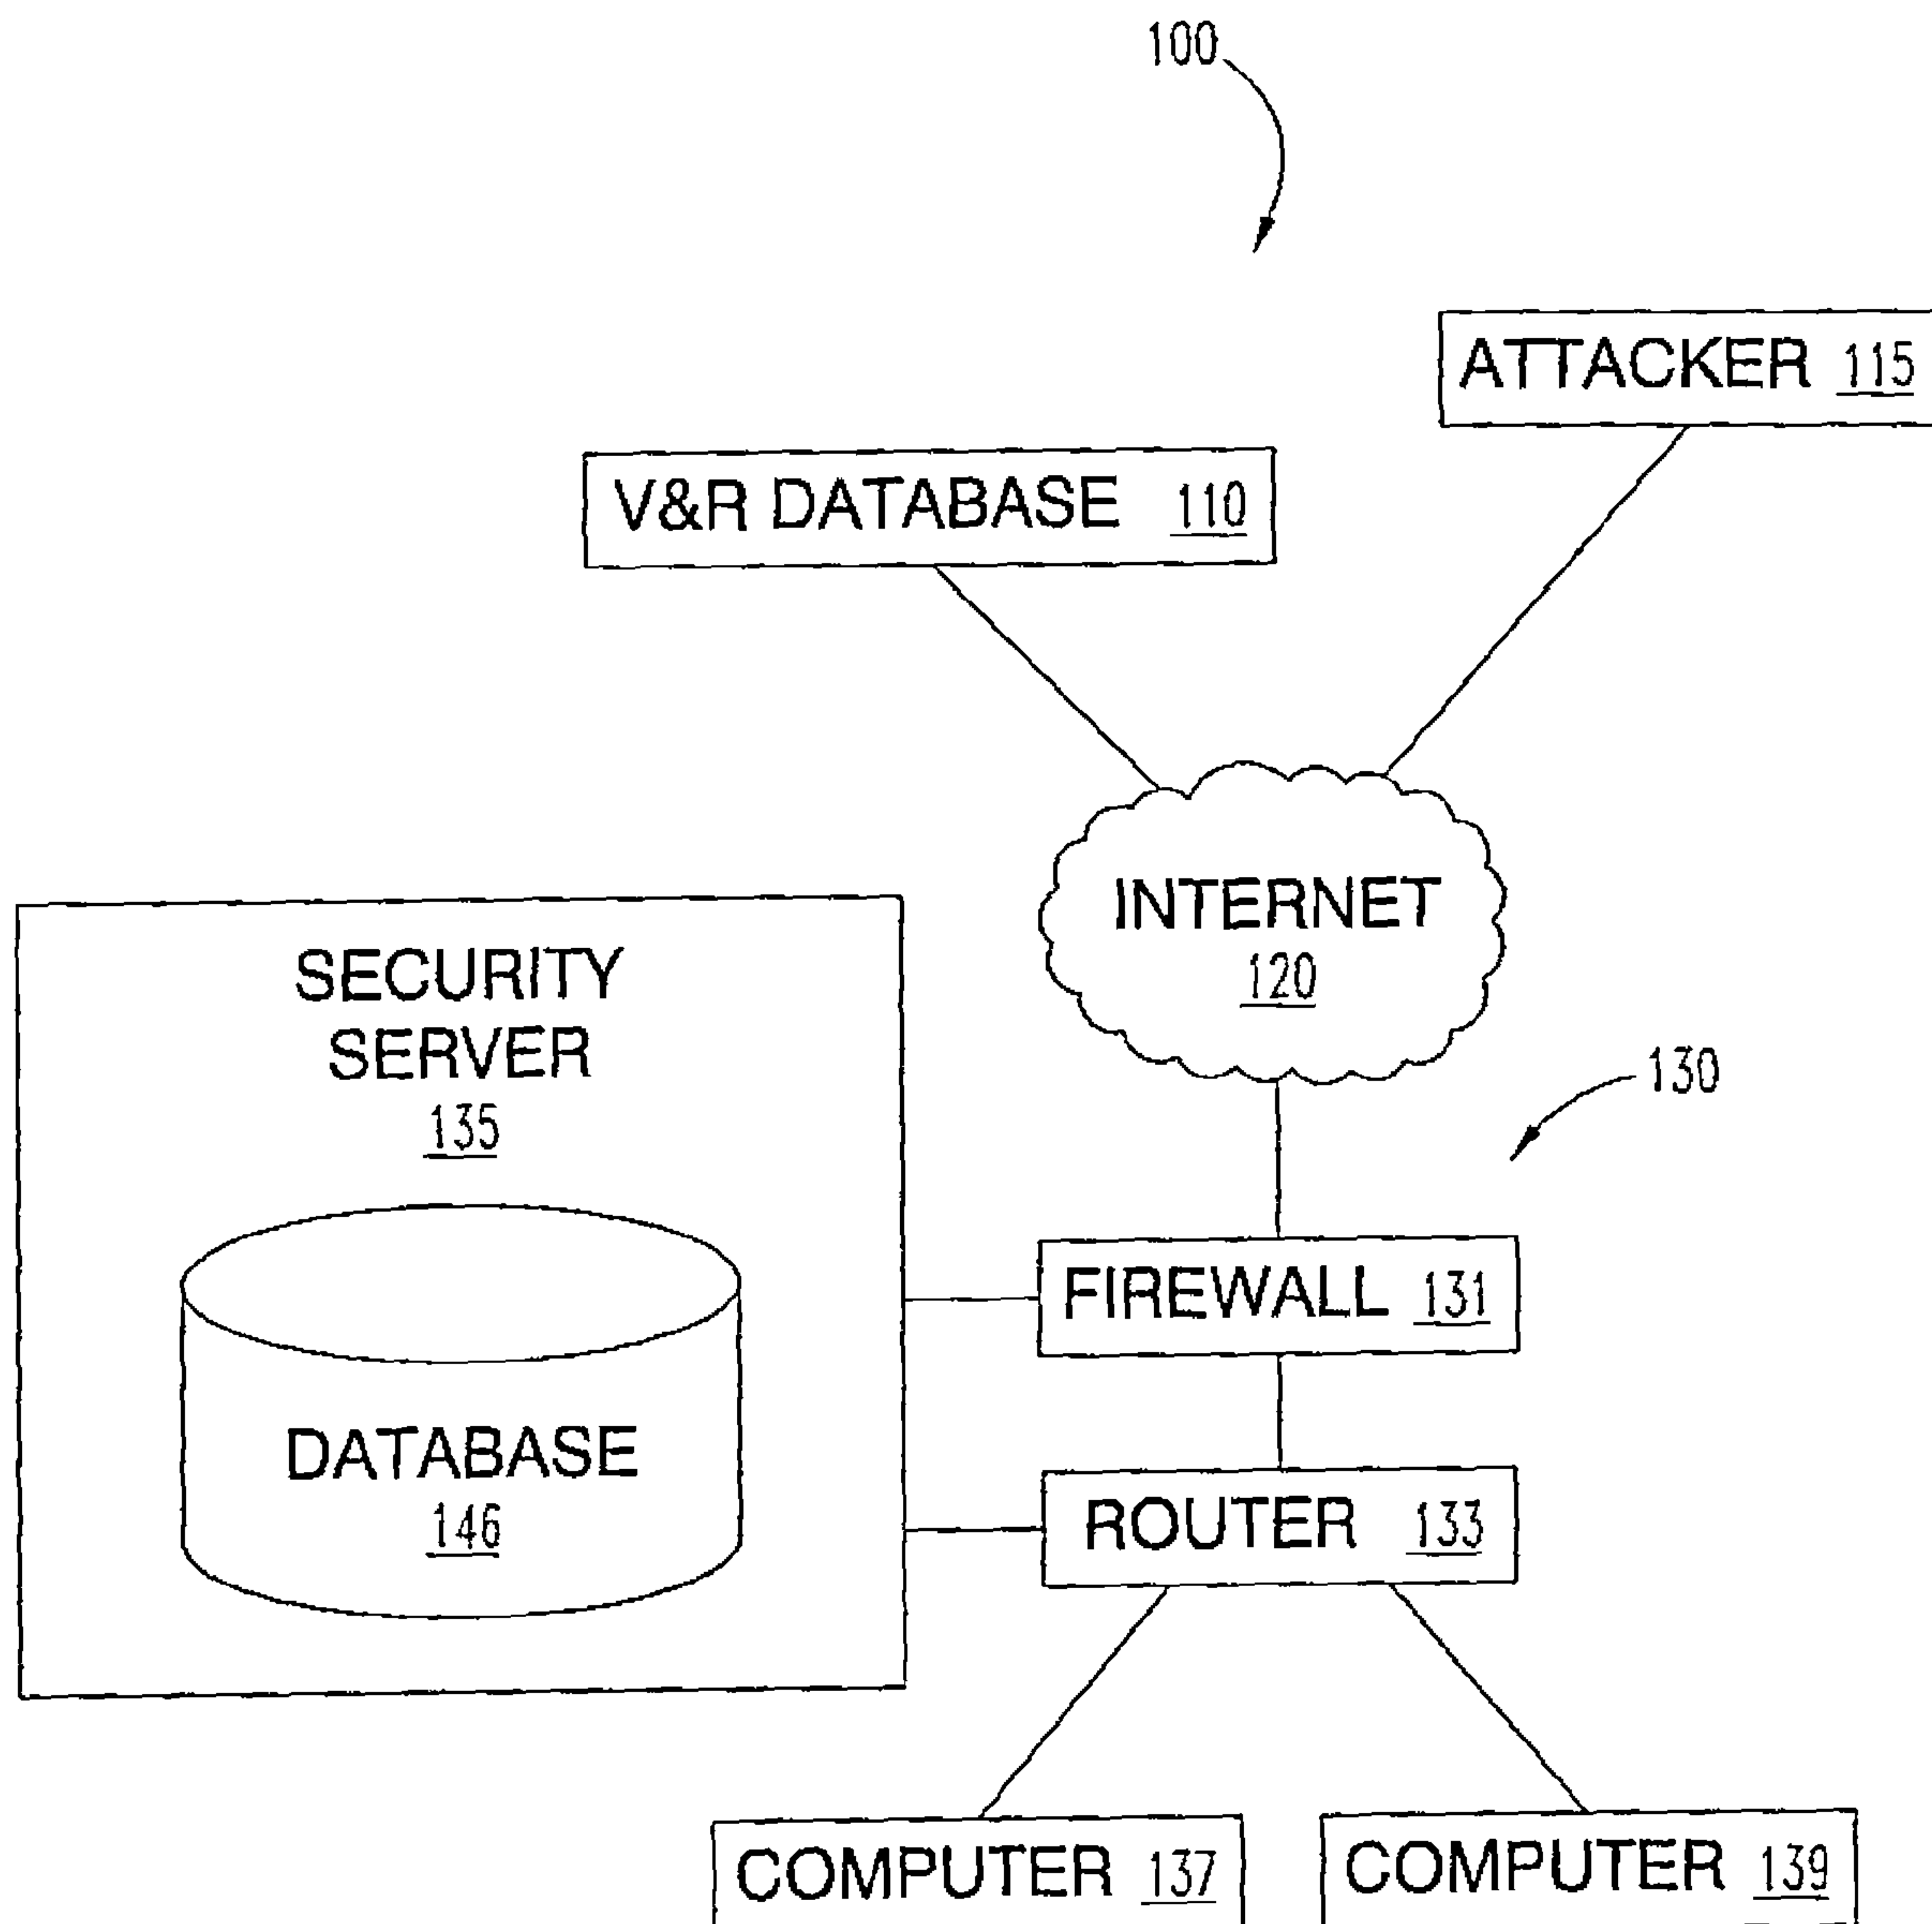 100
ATTACKER 115
V&R DATABASE 110
INTERNET
120
SECURITY
SERVER
135
130
FIREWALL 131
DATABASE
146
ROUTER 133
COMPUTER 137
COMPUTER 139